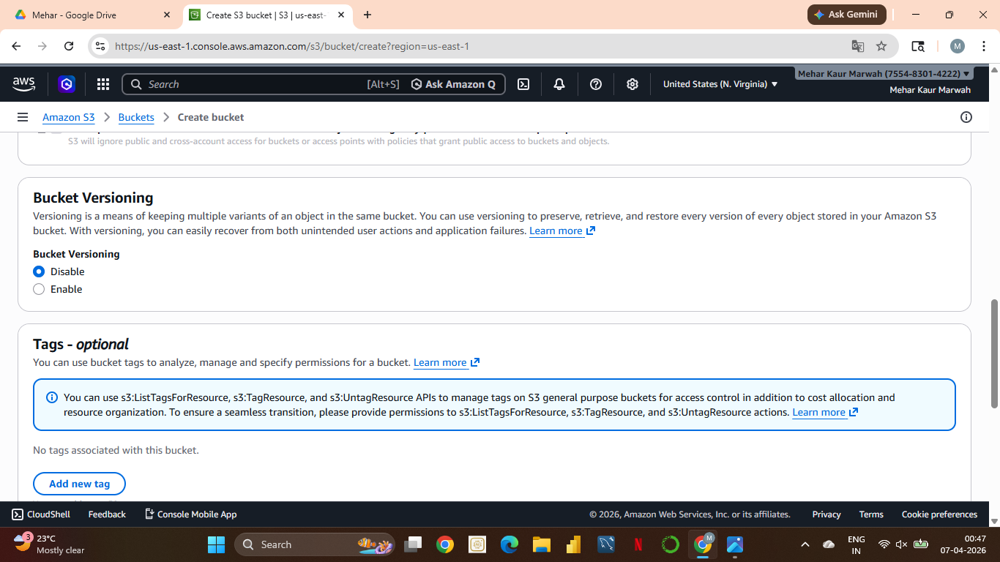 Mehar - Google Drive
Create S3 bucket | S3 | us-east-
Ask Gemini
https://us-east-1.console.aws.amazon.com/s3/bucket/create?region=us-east-1
M
aws
Search
[Alt+S]
Ask Amazon Q
United States (N. Virginia)
Mehar Kaur Marwah (7554-8301-4222)
Mehar Kaur Marwah
Amazon S3
Buckets
Create bucket
S3 will ignore public and cross-account access for buckets or access points with policies that grant public access to buckets and objects.
Bucket Versioning
Versioning is a means of keeping multiple variants of an object in the same bucket. You can use versioning to preserve, retrieve, and restore every version of every object stored in your Amazon S3
bucket. With versioning, you can easily recover from both unintended user actions and application failures. Learn more
Bucket Versioning
Disable
Enable
Tags - optional
You can use bucket tags to analyze, manage and specify permissions for a bucket. Learn more
You can use s3:ListTagsForResource, s3:TagResource, and s3:UntagResource APIs to manage tags on S3 general purpose buckets for access control in addition to cost allocation and
resource organization. To ensure a seamless transition, please provide permissions to s3:ListTagsForResource, s3:TagResource, and s3:UntagResource actions. Learn more
No tags associated with this bucket.
Add new tag
CloudShell
Feedback
Console Mobile App
© 2026, Amazon Web Services, Inc. or its affiliates.
Privacy
Terms
Cookie preferences
3
23°C
Mostly clear
Search
M
ENG
IN
00:47
07-04-2026